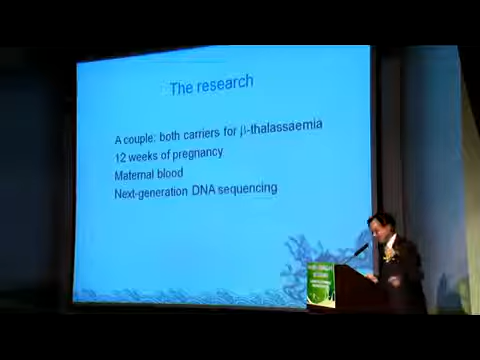 The research
A couple: both carriers for β-thalassaemia
12 weeks of pregnancy
Maternal blood
Next-generation DNA sequencing